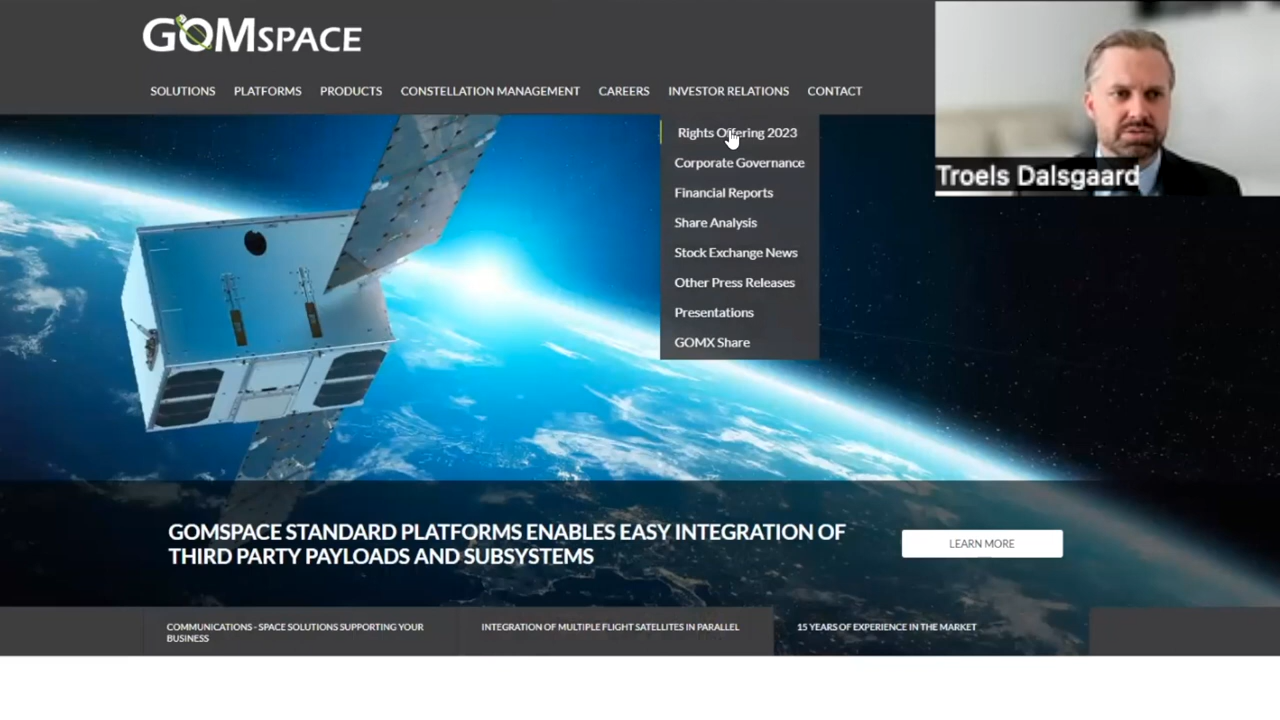 GOMSPACE
SOLUTIONS PLATFORMS PRODUCTS CONSTELLATION MANAGEMENT CAREERS INVESTOR RELATIONS CONTACT
Rights Offering 2023
Corporate Governance
Financial Reports
Share Analysis
Stock Exchange News
Other Press Releases
Presentations
GOMX Share
Troels Dalsgaard
GOMSPACE STANDARD PLATFORMS ENABLES EASY INTEGRATION OF
THIRD PARTY PAYLOADS AND SUBSYSTEMS
LEARN MORE
COMMUNICATIONS - SPACE SOLUTIONS SUPPORTING YOUR
BUSINESS
INTEGRATION OF MULTIPLE FLIGHT SATELLITES IN PARALLEL
15 YEARS OF EXPERIENCE IN THE MARKET